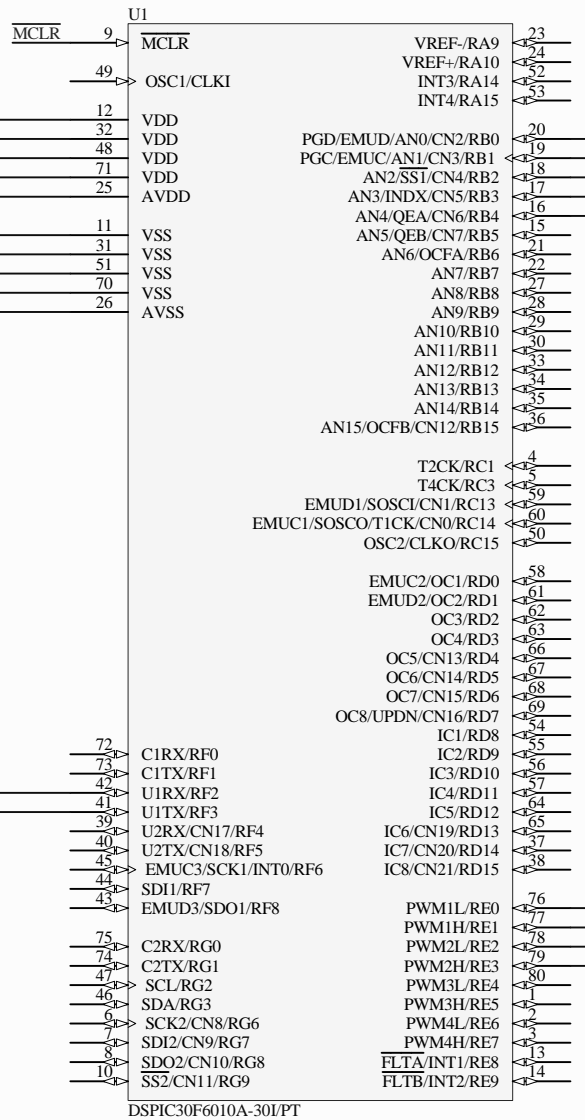 U1
MCLR 9 MCLR
49 OSC1/CLKI
12 VDD
32 VDD
48 VDD
71 VDD
25 AVDD
11 VSS
31 VSS
51 VSS
70 VSS
26 AVSS
72 C1RX/RF0
73 C1TX/RF1
42 U1RX/RF2
41 U1TX/RF3
39 U2RX/CN17/RF4
40 U2TX/CN18/RF5
45 EMUC3/SCK1/INT0/RF6
44 SDI1/RF7
43 EMUD3/SDO1/RF8
75 C2RX/RG0
74 C2TX/RG1
47 SCL/RG2
46 SDA/RG3
6 SCK2/CN8/RG6
7 SDI2/CN9/RG7
8 SDO2/CN10/RG8
10 SS2/CN11/RG9
VREF-/RA9 23
VREF+/RA10 24
INT3/RA14 52
INT4/RA15 53
PGD/EMUD/AN0/CN2/RB0 20
PGC/EMUC/AN1/CN3/RB1 19
AN2/SS1/CN4/RB2 18
AN3/INDX/CN5/RB3 17
AN4/QEA/CN6/RB4 16
AN5/QEB/CN7/RB5 15
AN6/OCFA/RB6 21
AN7/RB7 22
AN8/RB8 27
AN9/RB9 28
AN10/RB10 29
AN11/RB11 30
AN12/RB12 33
AN13/RB13 34
AN14/RB14 35
AN15/OCFB/CN12/RB15 36
T2CK/RC1 4
T4CK/RC3 5
EMUD1/SOSCI/CN1/RC13 59
EMUC1/SOSCO/T1CK/CN0/RC14 60
OSC2/CLKO/RC15 50
EMUC2/OC1/RD0 58
EMUD2/OC2/RD1 61
OC3/RD2 62
OC4/RD3 63
OC5/CN13/RD4 66
OC6/CN14/RD5 67
OC7/CN15/RD6 68
OC8/UPDN/CN16/RD7 69
IC1/RD8 54
IC2/RD9 55
IC3/RD10 56
IC4/RD11 57
IC5/RD12 64
IC6/CN19/RD13 65
IC7/CN20/RD14 37
IC8/CN21/RD15 38
PWM1L/RE0 76
PWM1H/RE1 77
PWM2L/RE2 78
PWM2H/RE3 79
PWM3L/RE4 80
PWM3H/RE5 1
PWM4L/RE6 2
PWM4H/RE7 3
FLTA/INT1/RE8 13
FLTB/INT2/RE9 14
DSPIC30F6010A-30I/PT